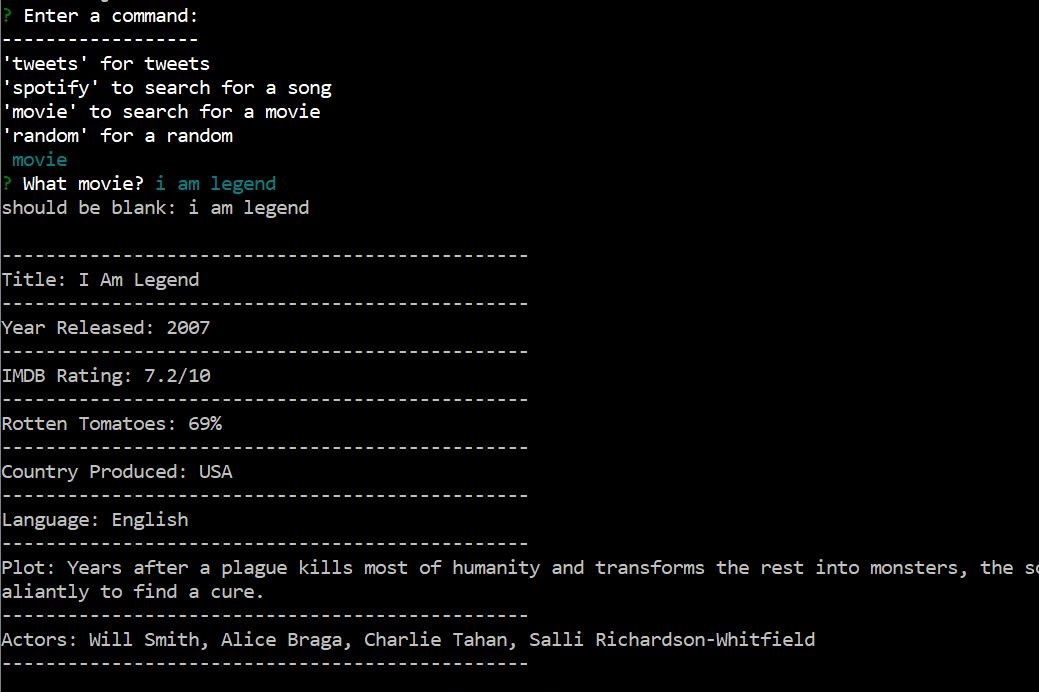 ? Enter a command:
------------------
'tweets' for tweets
'spotify' to search for a song
'movie' to search for a movie
'random' for a random
movie
? What movie? i am legend
should be blank: i am legend
------------------------------------------------
Title: I Am Legend
------------------------------------------------
Year Released: 2007
------------------------------------------------
IMDB Rating: 7.2/10
------------------------------------------------
Rotten Tomatoes: 69%
------------------------------------------------
Country Produced: USA
------------------------------------------------
Language: English
------------------------------------------------
Plot: Years after a plague kills most of humanity and transforms the rest into monsters, the
aliantly to find a cure.
------------------------------------------------
Actors: Will Smith, Alice Braga, Charlie Tahan, Salli Richardson-Whitfield
------------------------------------------------